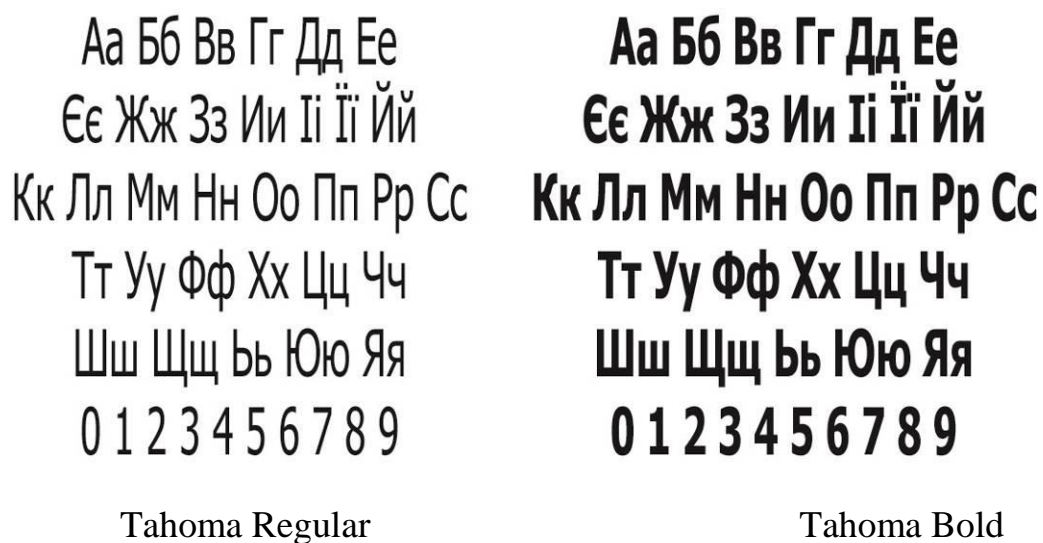 Аа Бб Вв Гг Дд Ее
Єє Жж Зз Ии Іі Її Йй
Кк Лл Мм Нн Оо Пп Рр Сс
Тт Уу Фф Хх Цц Чч
Шш Щщ Ьь Юю Яя
0 1 2 3 4 5 6 7 8 9
Tahoma Regular
Аа Бб Вв Гг Дд Ее
Єє Жж Зз Ии Іі Її Йй
Кк Лл Мм Нн Оо Пп Рр Сс
Тт Уу Фф Хх Цц Чч
Шш Щщ Ьь Юю Яя
0 1 2 3 4 5 6 7 8 9
Tahoma Bold